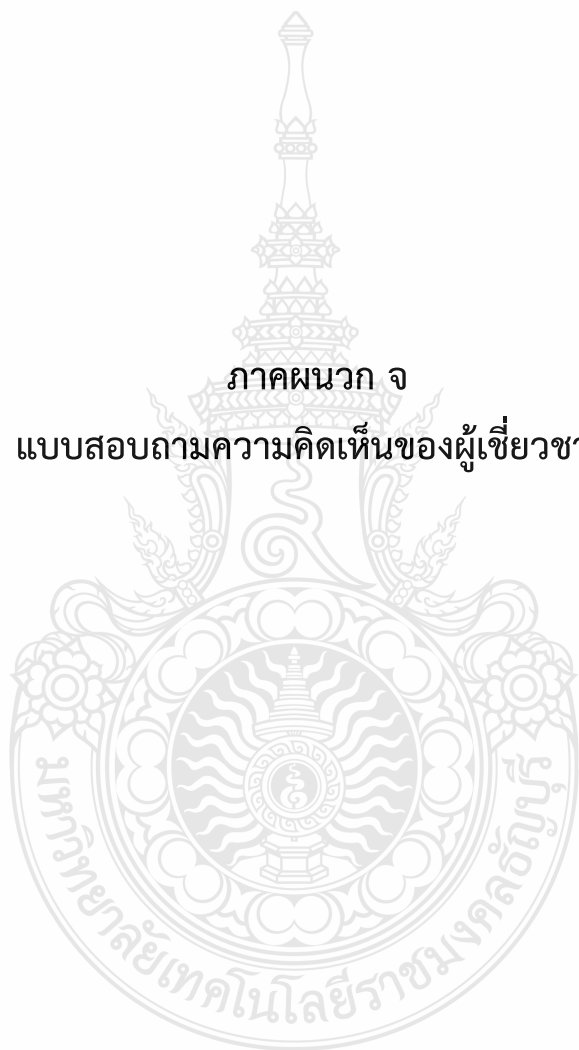 ภาคผนวก จ
แบบสอบถามความคิดเห็นของผู้เชี่ยวชา
มหาวิทยาลัยเทคโนโลยีราชมงคลธัญบุรี